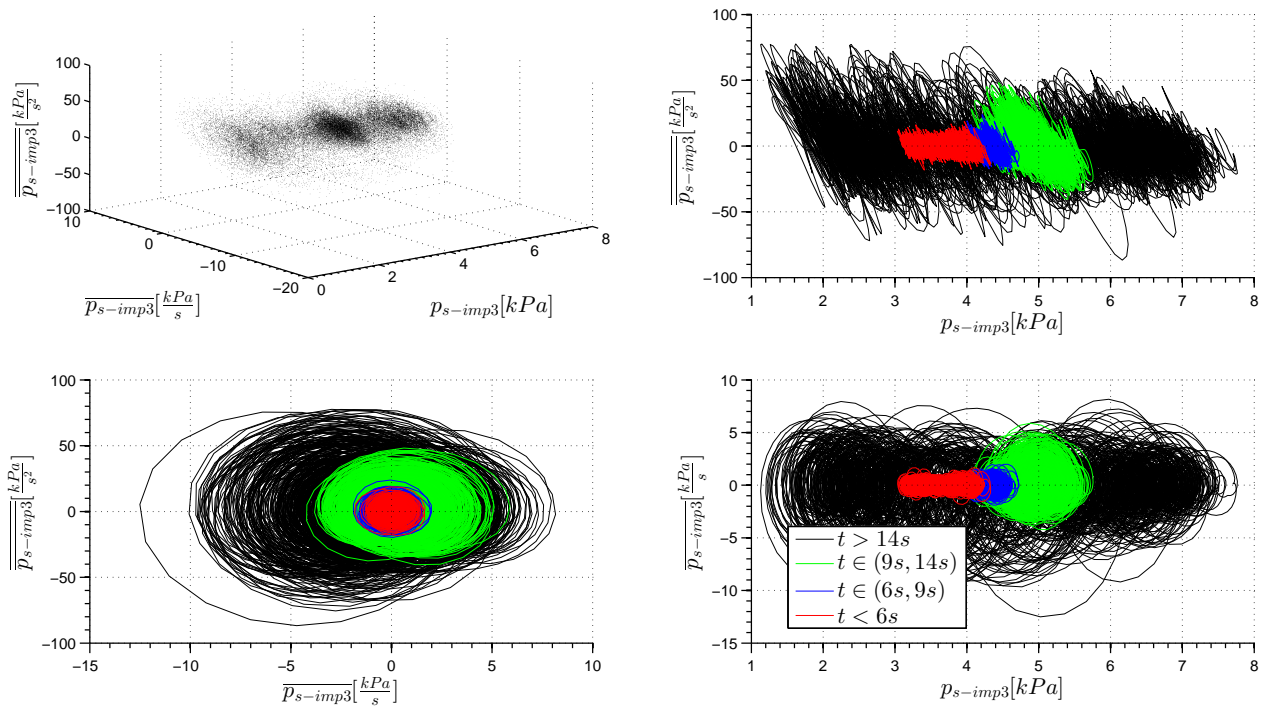 100
50
0
−50
−100
10
0
−10
−20
0
2
4
6
8
$\overline{\overline{p_{s-imp3}}}[\frac{kPa}{s^2}]$
$\overline{p_{s-imp3}}[\frac{kPa}{s}]$
$p_{s-imp3}[kPa]$
100
50
0
−50
−100
1 2 3 4 5 6 7 8
$\overline{\overline{p_{s-imp3}}}[\frac{kPa}{s^2}]$
$p_{s-imp3}[kPa]$
100
50
0
−50
−100
−15 −10 −5 0 5 10
$\overline{\overline{p_{s-imp3}}}[\frac{kPa}{s^2}]$
$\overline{p_{s-imp3}}[\frac{kPa}{s}]$
10
5
0
−5
−10
−15
1 2 3 4 5 6 7 8
$\overline{p_{s-imp3}}[\frac{kPa}{s}]$
$p_{s-imp3}[kPa]$
t > 14s
t ∈ (9s, 14s)
t ∈ (6s, 9s)
t < 6s